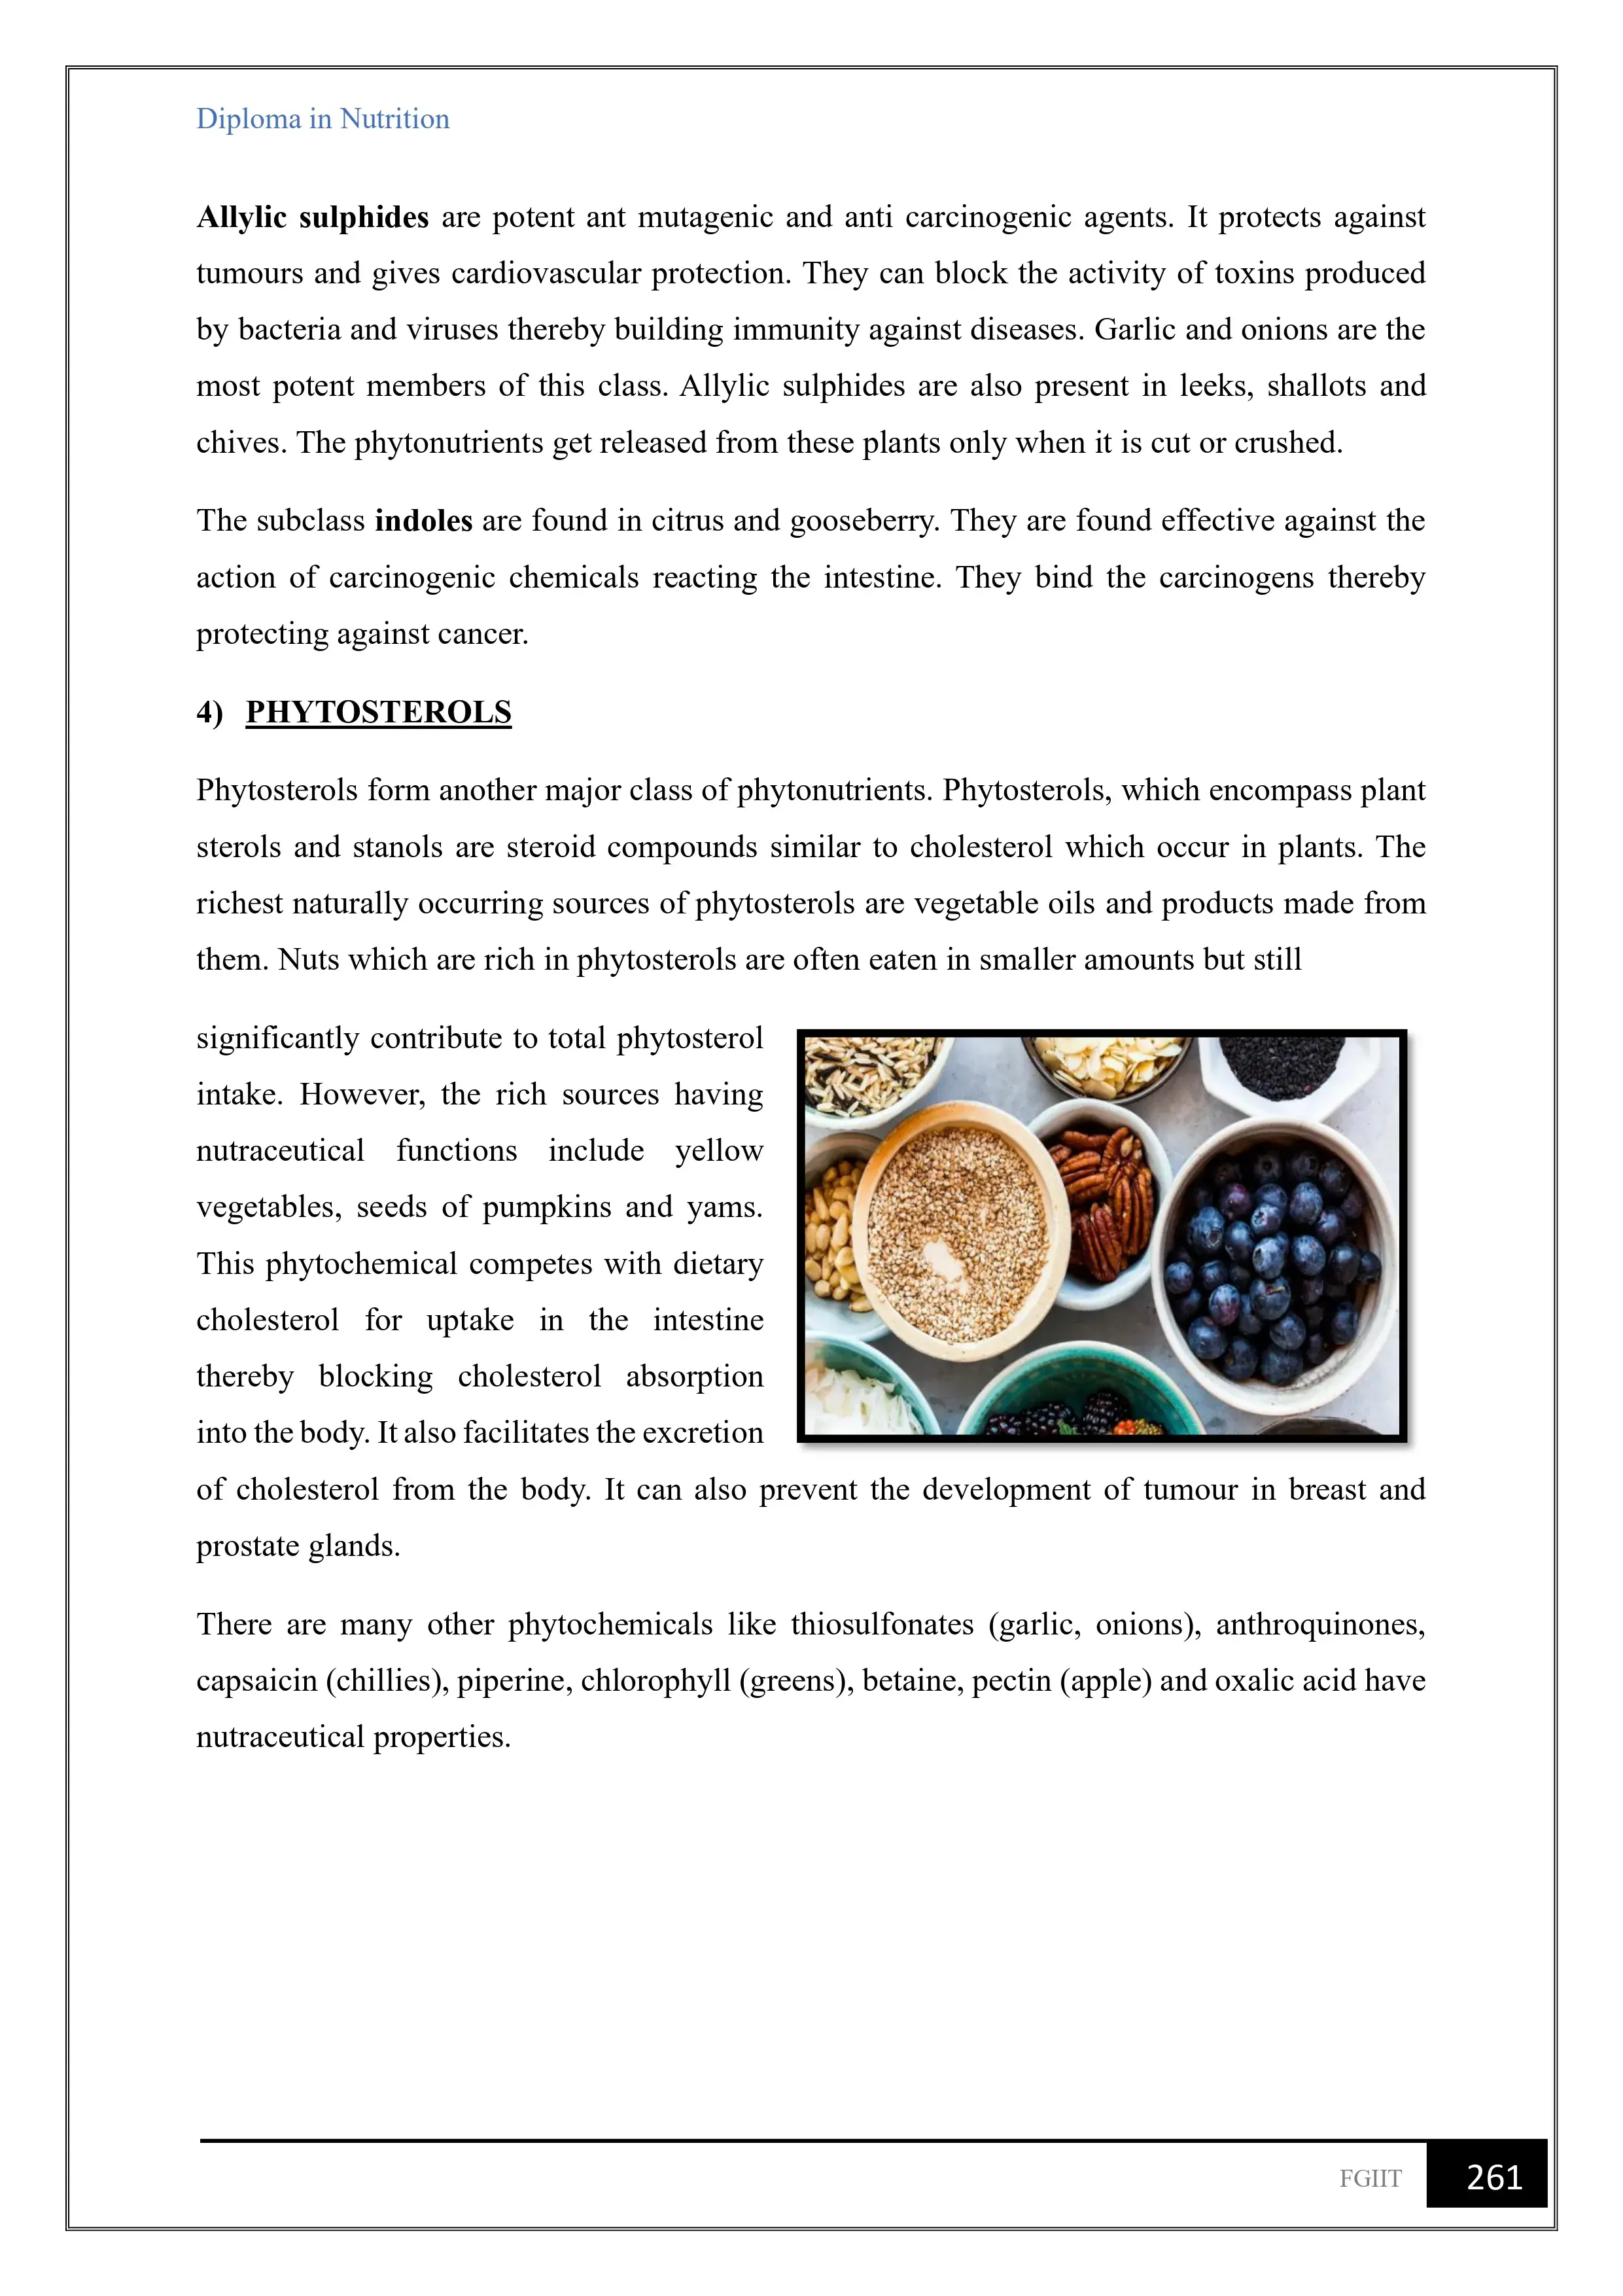 Diploma in Nutrition
Allylic sulphides are potent ant mutagenic and anti carcinogenic agents. It protects against
tumours and gives cardiovascular protection. They can block the activity of toxins produced
by bacteria and viruses thereby building immunity against diseases. Garlic and onions are the
most potent members of this class. Allylic sulphides are also present in leeks, shallots and
chives. The phytonutrients get released from these plants only when it is cut or crushed.
The subclass indoles are found in citrus and gooseberry. They are found effective against the
action of carcinogenic chemicals reacting the intestine. They bind the carcinogens thereby
protecting against cancer.
4) PHYTOSTEROLS
Phytosterols form another major class of phytonutrients. Phytosterols, which encompass plant
sterols and stanols are steroid compounds similar to cholesterol which occur in plants. The
richest naturally occurring sources of phytosterols are vegetable oils and products made from
them. Nuts which are rich in phytosterols are often eaten in smaller amounts but still
significantly contribute to total phytosterol
intake. However, the rich sources having
nutraceutical functions include yellow
vegetables, seeds of pumpkins and yams.
This phytochemical competes with dietary
cholesterol for uptake in the intestine
thereby blocking cholesterol absorption
into the body. It also facilitates the excretion
of cholesterol from the body. It can also prevent the development of tumour in breast and
prostate glands.
There are many other phytochemicals like thiosulfonates (garlic, onions), anthroquinones,
capsaicin (chillies), piperine, chlorophyll (greens), betaine, pectin (apple) and oxalic acid have
nutraceutical properties.
FGIIT 261